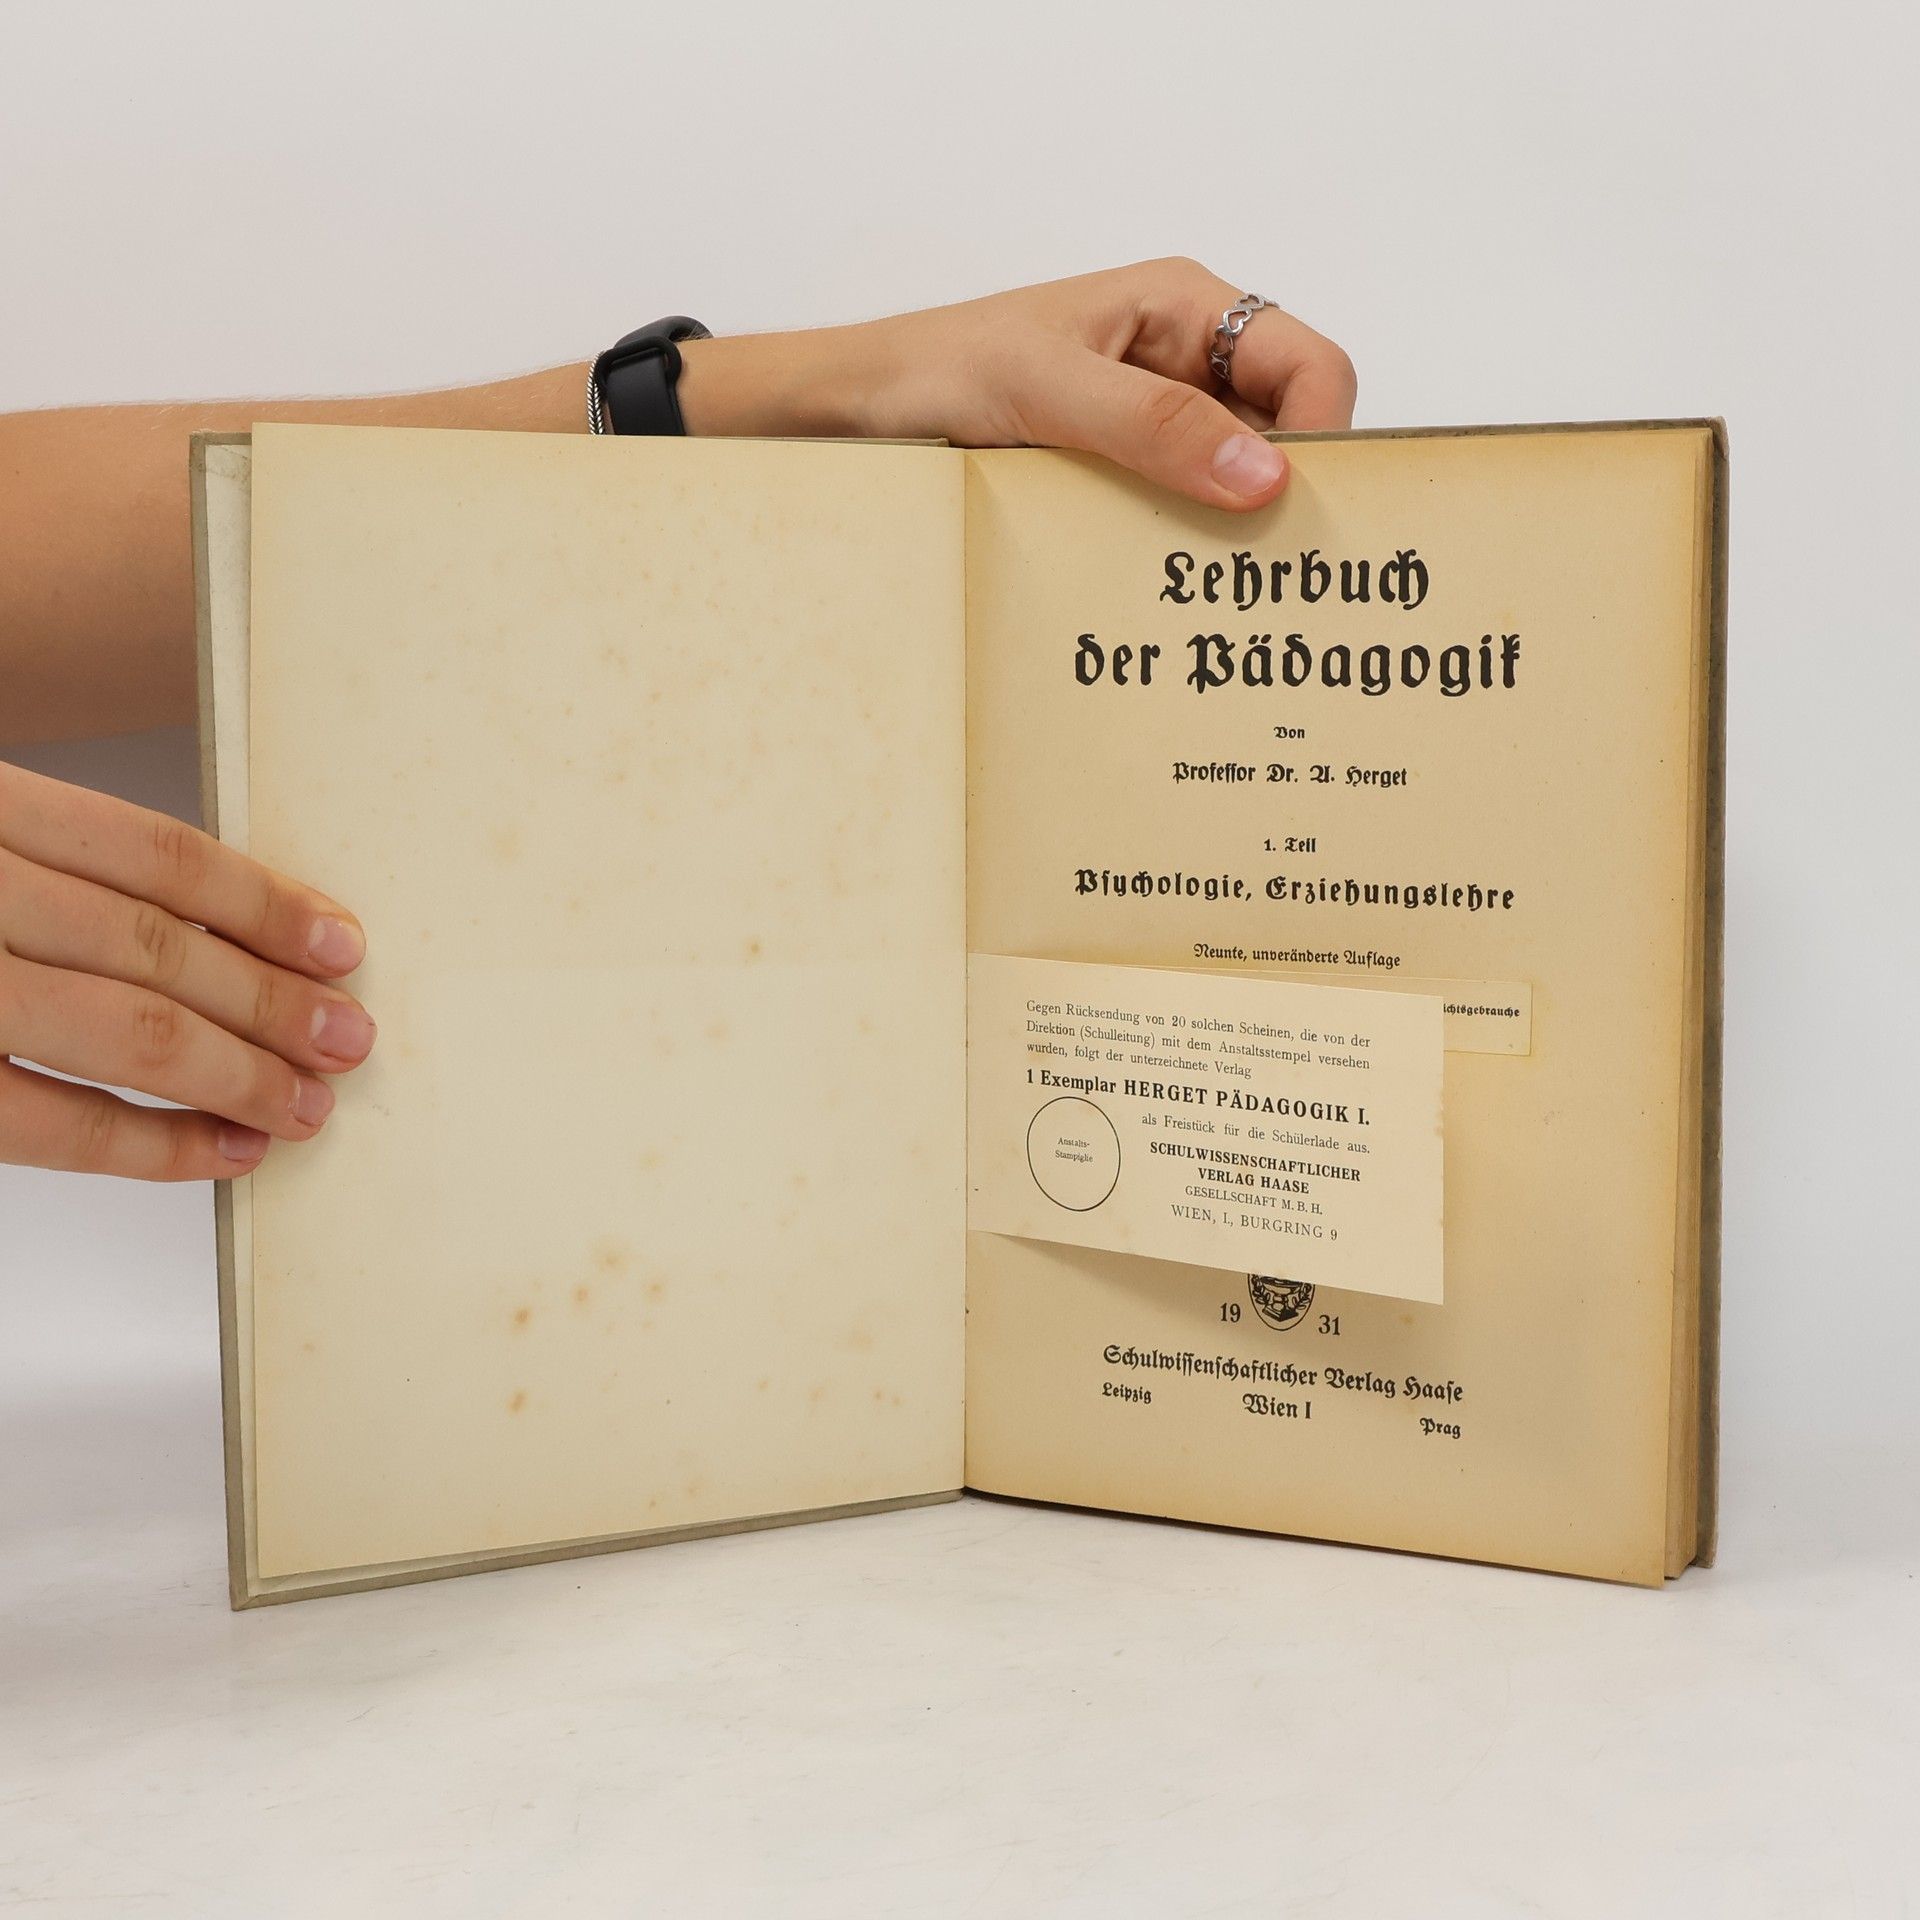 Lehrbuch
der Pädagogik
Von
Professor Dr. A. Herget
1. Teil
Psychologie, Erziehungslehre
Neunte, unveränderte Auflage
ichtsgebrauche
Gegen Rücksendung von 20 solchen Scheinen, die von der
Direktion (Schulleitung) mit dem Anstaltsstempel versehen
wurden, folgt der unterzeichnete Verlag
1 Exemplar HERGET PÄDAGOGIK I.
als Freistück für die Schülerlade aus.
Anstalts-
Stampiglie
SCHULWISSENSCHAFTLICHER
VERLAG HAASE
GESELLSCHAFT M. B. H.
WIEN, I., BURGRING 9
19 31
Schulwissenschaftlicher Verlag Haase
Leipzig Wien I Prag